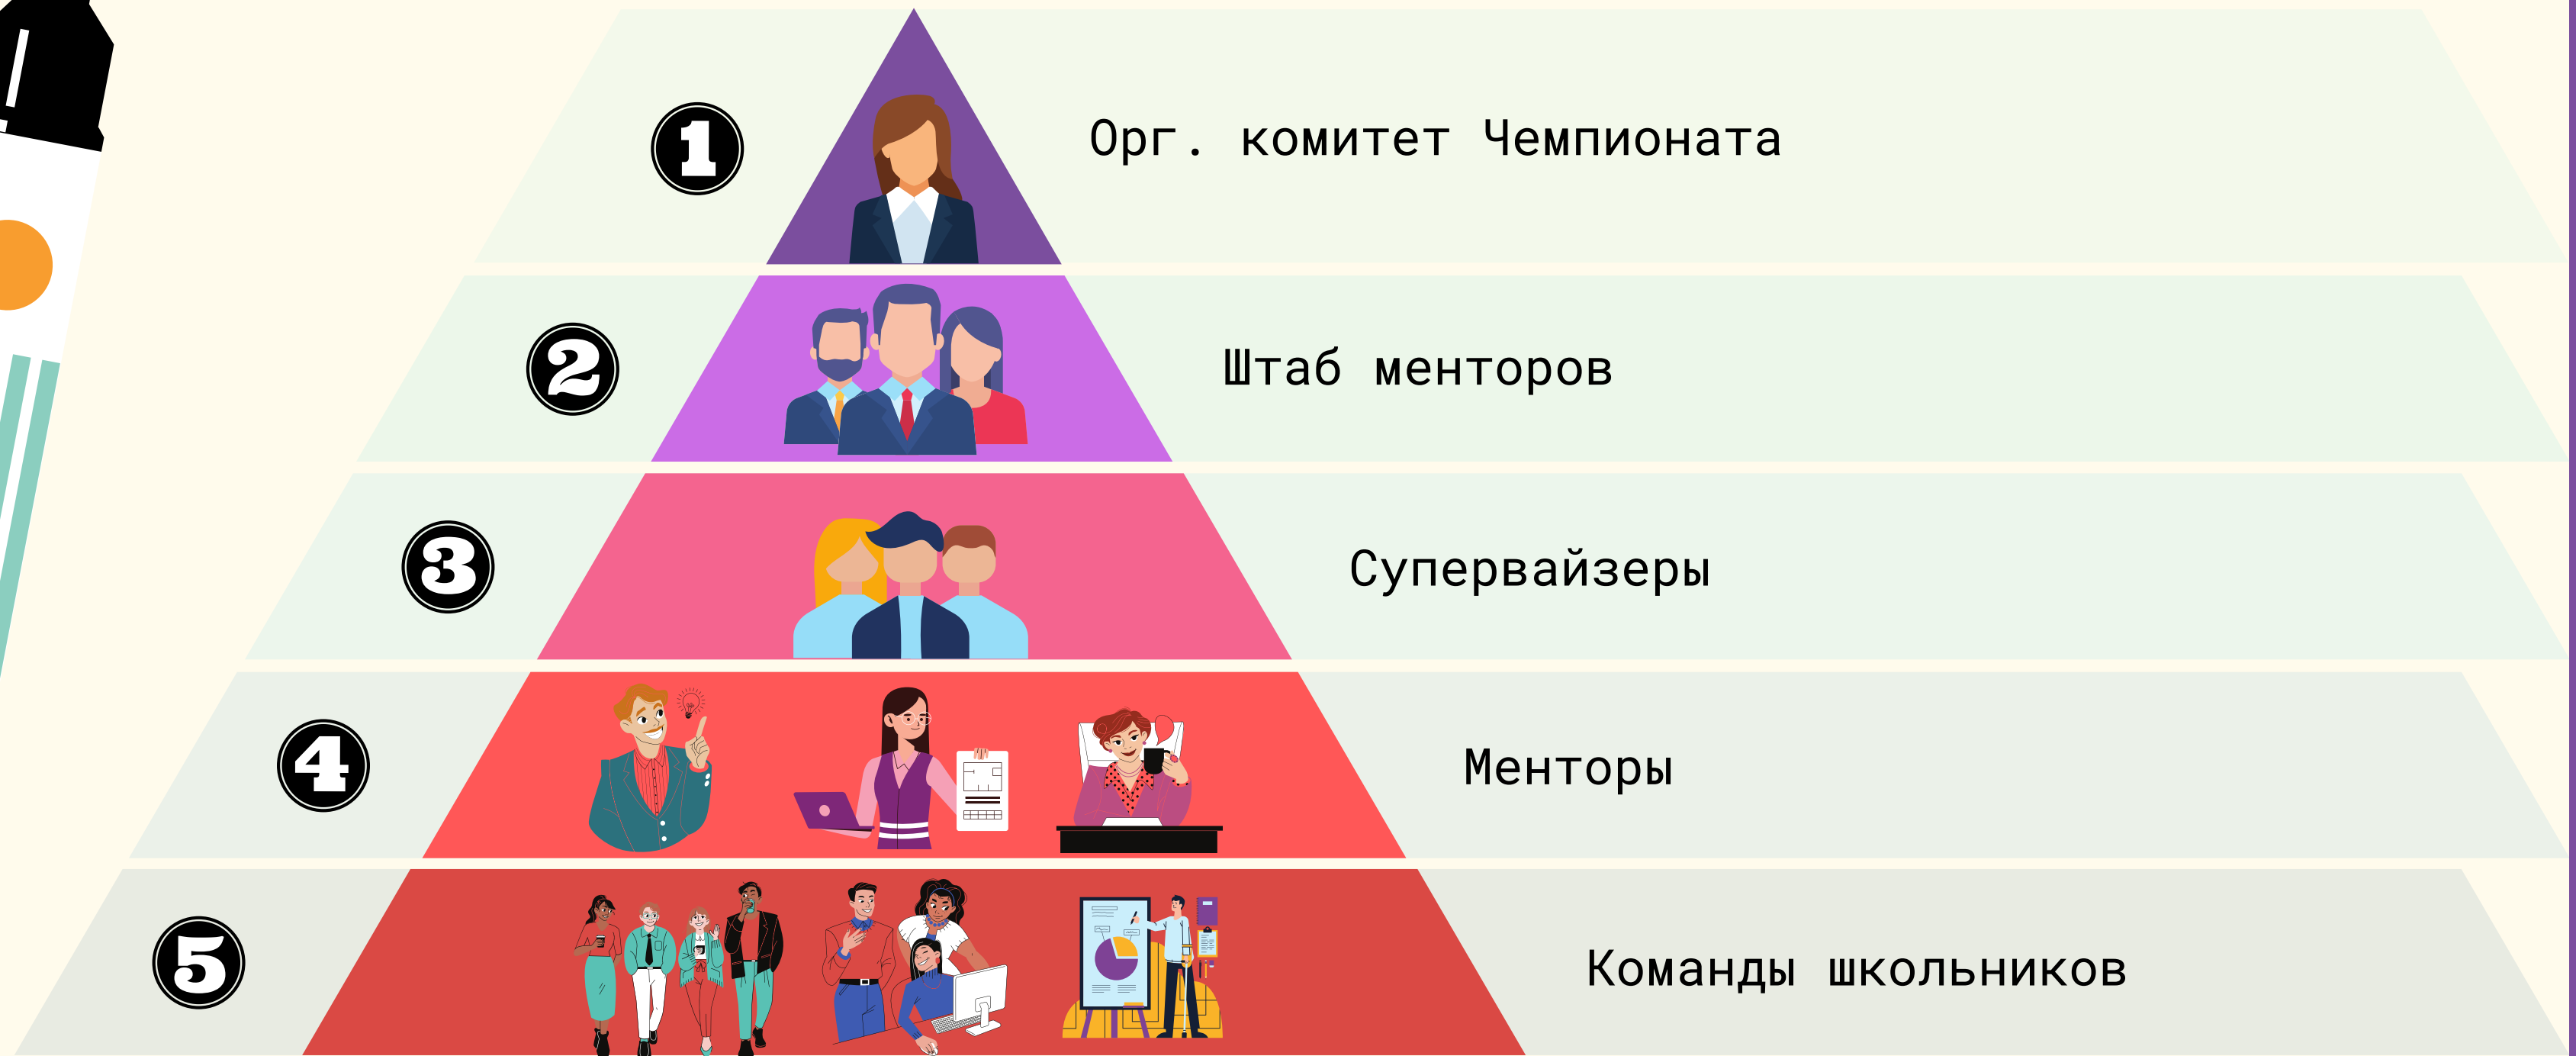 1 Орг. комитет Чемпионата
2 Штаб менторов
3 Супервайзеры
4 Менторы
5 Команды школьников